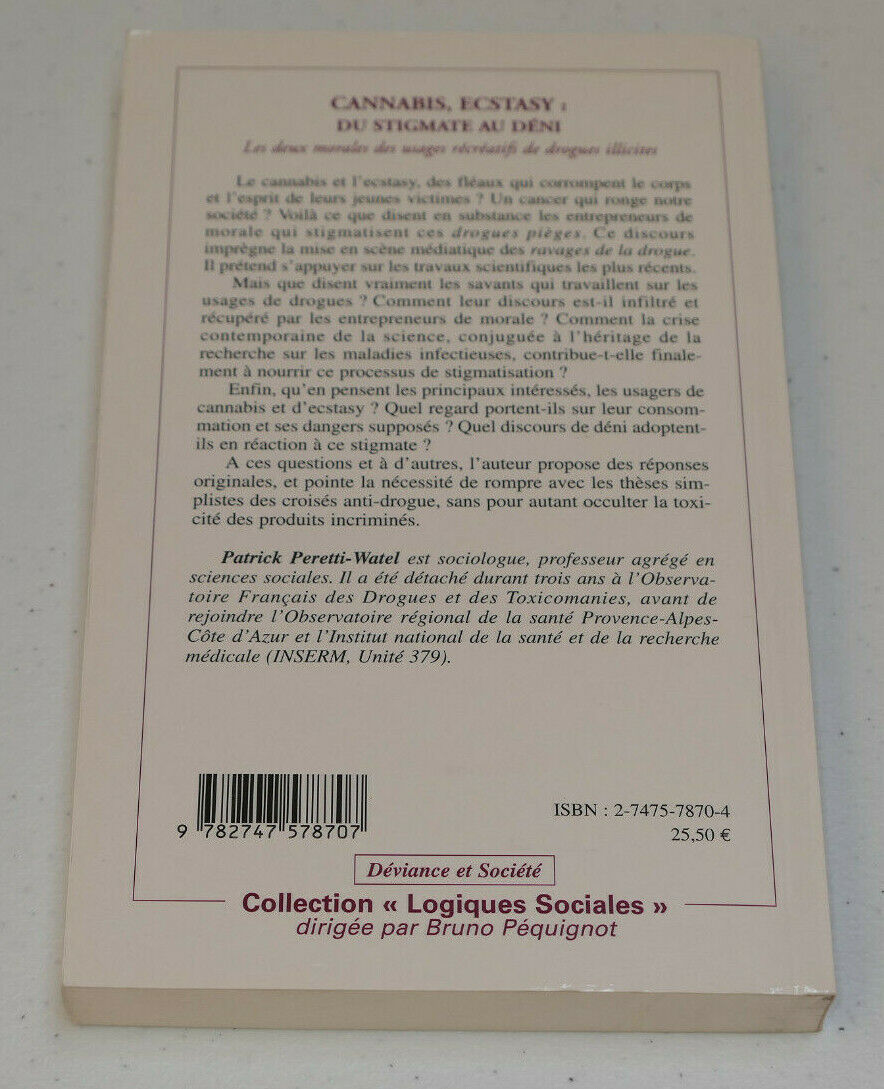 CANNABIS, ECSTASY :
DU STIGMATE AU DÉNI
Les deux morales des usages récréatifs de drogues illicites
Le cannabis et l'ecstasy, des fléaux qui corrompent le corps
et l'esprit de leurs jeunes victimes ? Un cancer qui ronge notre
société ? Voilà ce que disent en substance les entrepreneurs de
morale qui stigmatisent ces drogues pièges. Ce discours
imprègne la mise en scène médiatique des ravages de la drogue.
Il prétend s'appuyer sur les travaux scientifiques les plus récents.
Mais que disent vraiment les savants qui travaillent sur les
usages de drogues ? Comment leur discours est-il infiltré et
récupéré par les entrepreneurs de morale ? Comment la crise
contemporaine de la science, conjuguée à l'héritage de la
recherche sur les maladies infectieuses, contribue-t-elle finale-
ment à nourrir ce processus de stigmatisation ?
Enfin, qu'en pensent les principaux intéressés, les usagers de
cannabis et d'ecstasy ? Quel regard portent-ils sur leur consom-
mation et ses dangers supposés ? Quel discours de déni adoptent-
ils en réaction à ce stigmate ?
A ces questions et à d'autres, l'auteur propose des réponses
originales, et pointe la nécessité de rompre avec les thèses sim-
plistes des croisés anti-drogue, sans pour autant occulter la toxi-
cité des produits incriminés.
Patrick Peretti-Watel est sociologue, professeur agrégé en
sciences sociales. Il a été détaché durant trois ans à l'Observa-
toire Français des Drogues et des Toxicomanies, avant de
rejoindre l'Observatoire régional de la santé Provence-Alpes-
Côte d'Azur et l'Institut national de la santé et de la recherche
médicale (INSERM, Unité 379).
ISBN : 2-7475-7870-4
25,50 €
9 782747 578707
Déviance et Société
Collection « Logiques Sociales »
dirigée par Bruno Péquignot